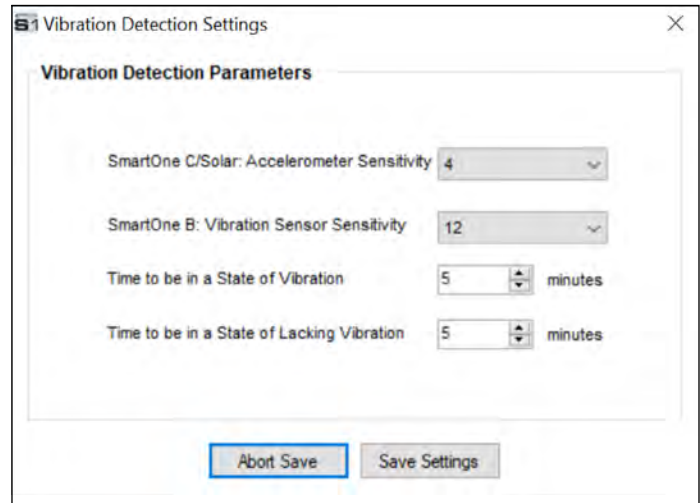 S1 Vibration Detection Settings
Vibration Detection Parameters
SmartOne C/Solar: Accelerometer Sensitivity 4
SmartOne B: Vibration Sensor Sensitivity 12
Time to be in a State of Vibration 5 minutes
Time to be in a State of Lacking Vibration 5 minutes
Abort Save Save Settings